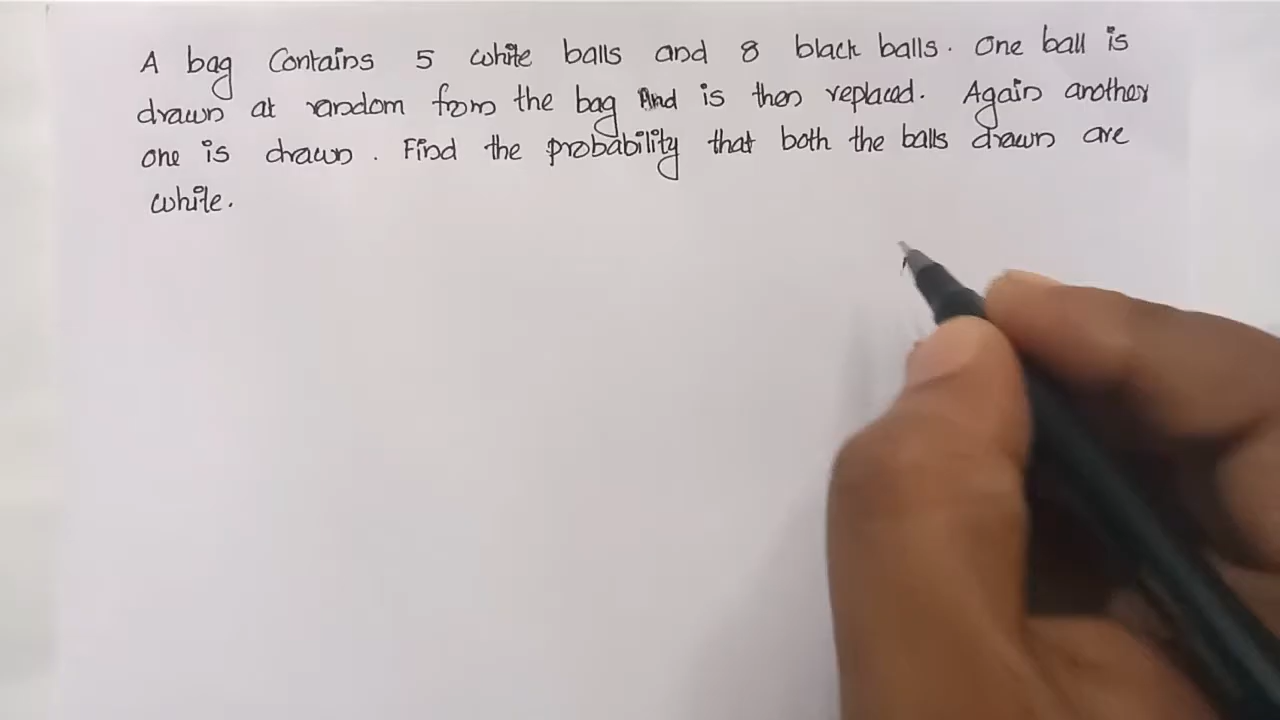 A bag Contains 5 white balls and 8 black balls. One ball is
drawn at random from the bag And is then replaced. Again another
one is drawn. Find the probability that both the balls drawn are
white.